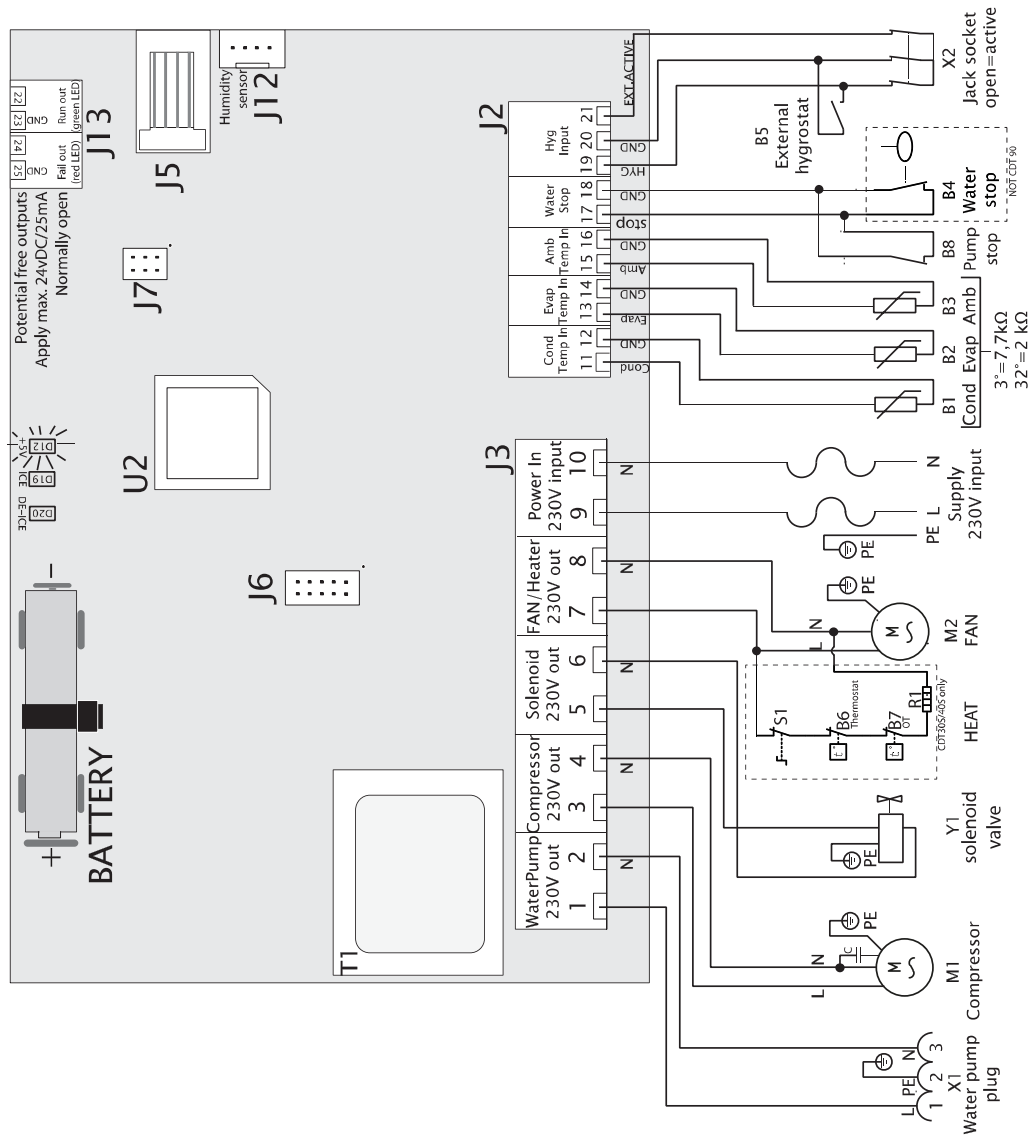 22
23
24
25
GND
GND
Run out
(green LED)
Fail out
(red LED)
J13
Potential free outputs
Apply max. 24vDC/25mA
Normally open
J5
Humidity
sensor
J12
J7
+5V
D12
ICE
D19
DE-ICE
D20
U2
J6
+
−
BATTERY
T1
J2
Hyg
Input
Water
Stop
Amb
Temp In
Evap
Temp In
Cond
Temp In
21
20
19
18
17
16
15
14
13
12
11
EXT.ACTIVE
GND
HYG
GND
stop
GND
Amb
GND
Evap
GND
Cond
J3
Power In
230V input
FAN/Heater
230V out
Solenoid
230V out
Compressor
230V out
WaterPump
230V out
10
9
8
7
6
5
4
3
2
1
N
N
N
N
N
X2
Jack socket
open=active
B5
External
hygrostat
B4
Water
stop
NOT CDT 90
B8
Pump
stop
B3
Amb
B2
Evap
B1
Cond
3°=7,7kΩ
32°=2 kΩ
N
L
PE
Supply
230V input
PE
PE
N
L
M
M2
FAN
S1
B6
Thermostat
t°
B7
OT
t°
R1
CDT30S/40S only
HEAT
PE
Y1
solenoid
valve
PE
C
N
L
M
M1
Compressor
N
PE
L
3
2
1
X1
Water pump
plug